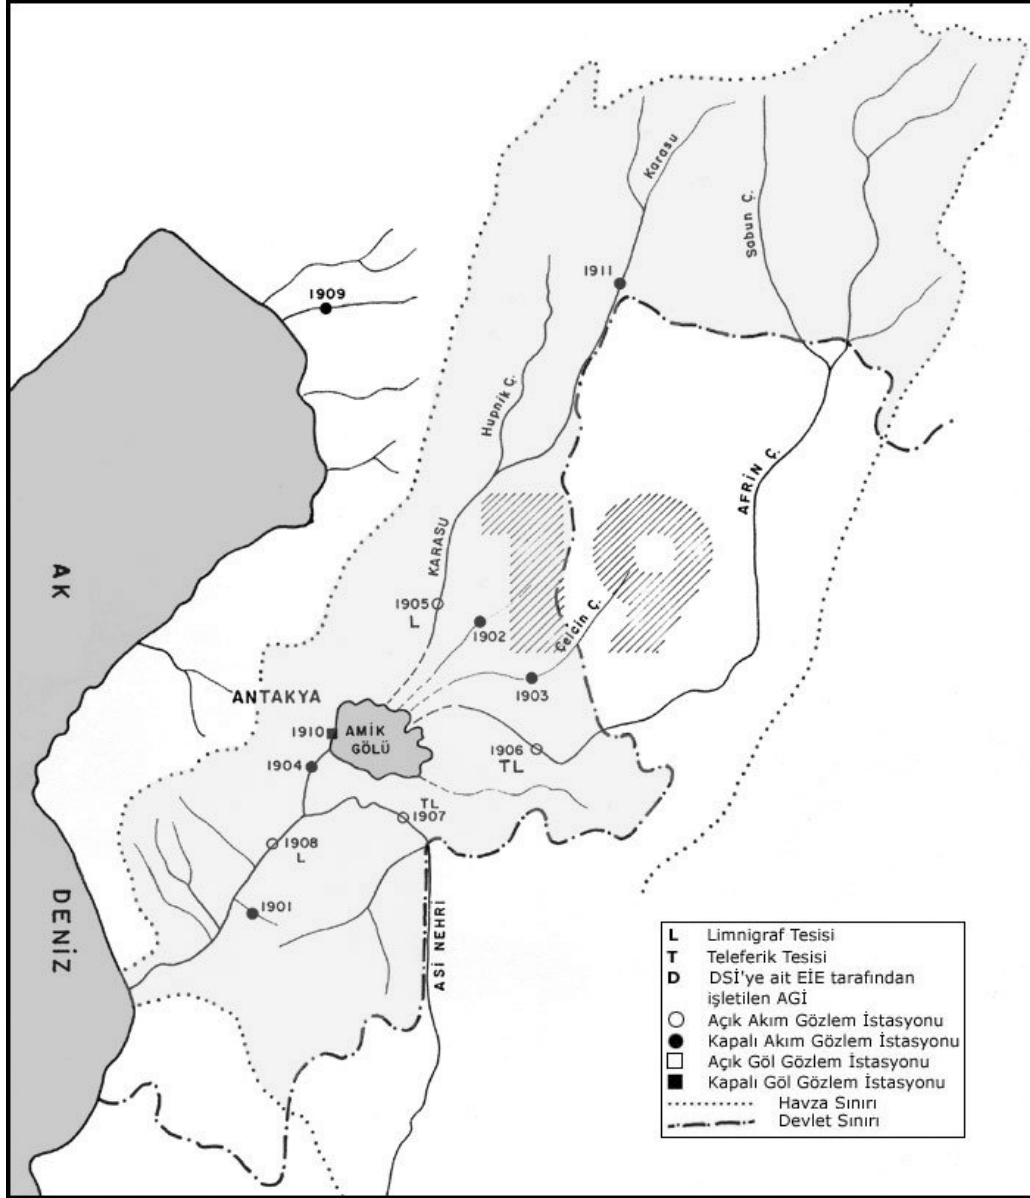 Karasu
Sabun Ç.
1911
1909
Hupnik Ç.
AFRİN Ç.
19
KARASU
AK
DENİZ
1905
L
1902
Çelcin Ç.
1903
ANTAKYA
1910
AMİK
GÖLÜ
1906
TL
1904
TL
1907
1908
L
1901
ASİ NEHRİ
L Limnigraf Tesisi
T Teleferik Tesisi
D DSİ'ye ait EİE tarafından
işletilen AGİ
Açık Akım Gözlem İstasyonu
Kapalı Akım Gözlem İstasyonu
Açık Göl Gözlem İstasyonu
Kapalı Göl Gözlem İstasyonu
Havza Sınırı
Devlet Sınırı